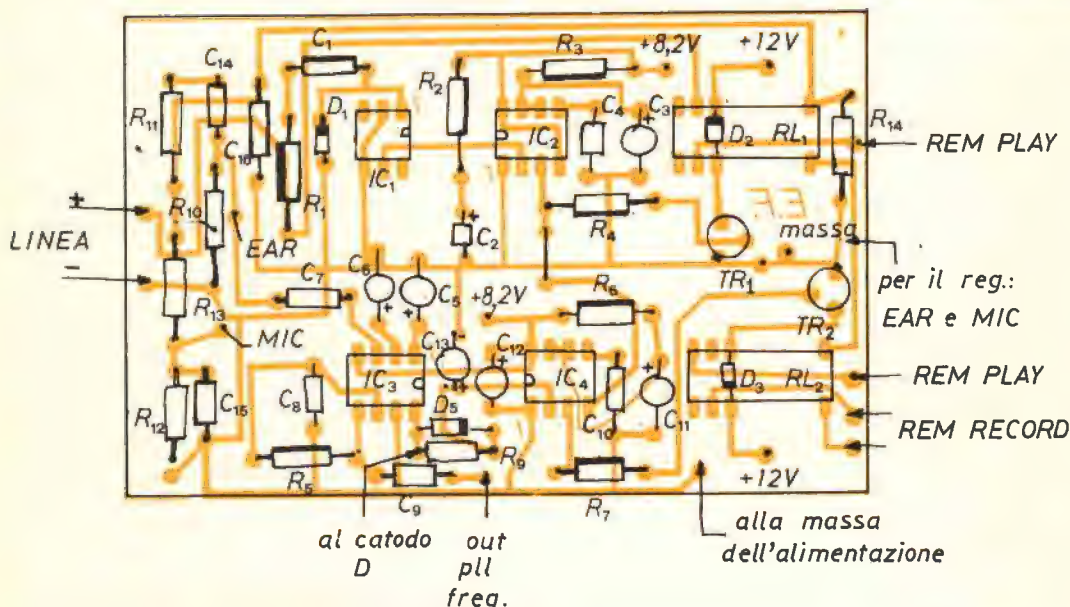 C1
R3
+8,2V
+12V
C14
R2
R11
D1
C4
C3
R14
C16
IC1
IC2
D2
RL1
REM PLAY
+
R10
R1
R4
F.F.
LINEA
EAR
C2
massa
-
C7
C6
C5
+8,2V
R6
TR1
per il reg.:
EAR e MIC
R13
MIC
C13
C12
TR2
IC3
IC4
D3
RL2
REM PLAY
R12
C15
C8
D5
C10
C11
REM RECORD
R5
R9
C9
R7
+12V
al catodo
D
out
pll
freq.
alla massa
dell'alimentazione